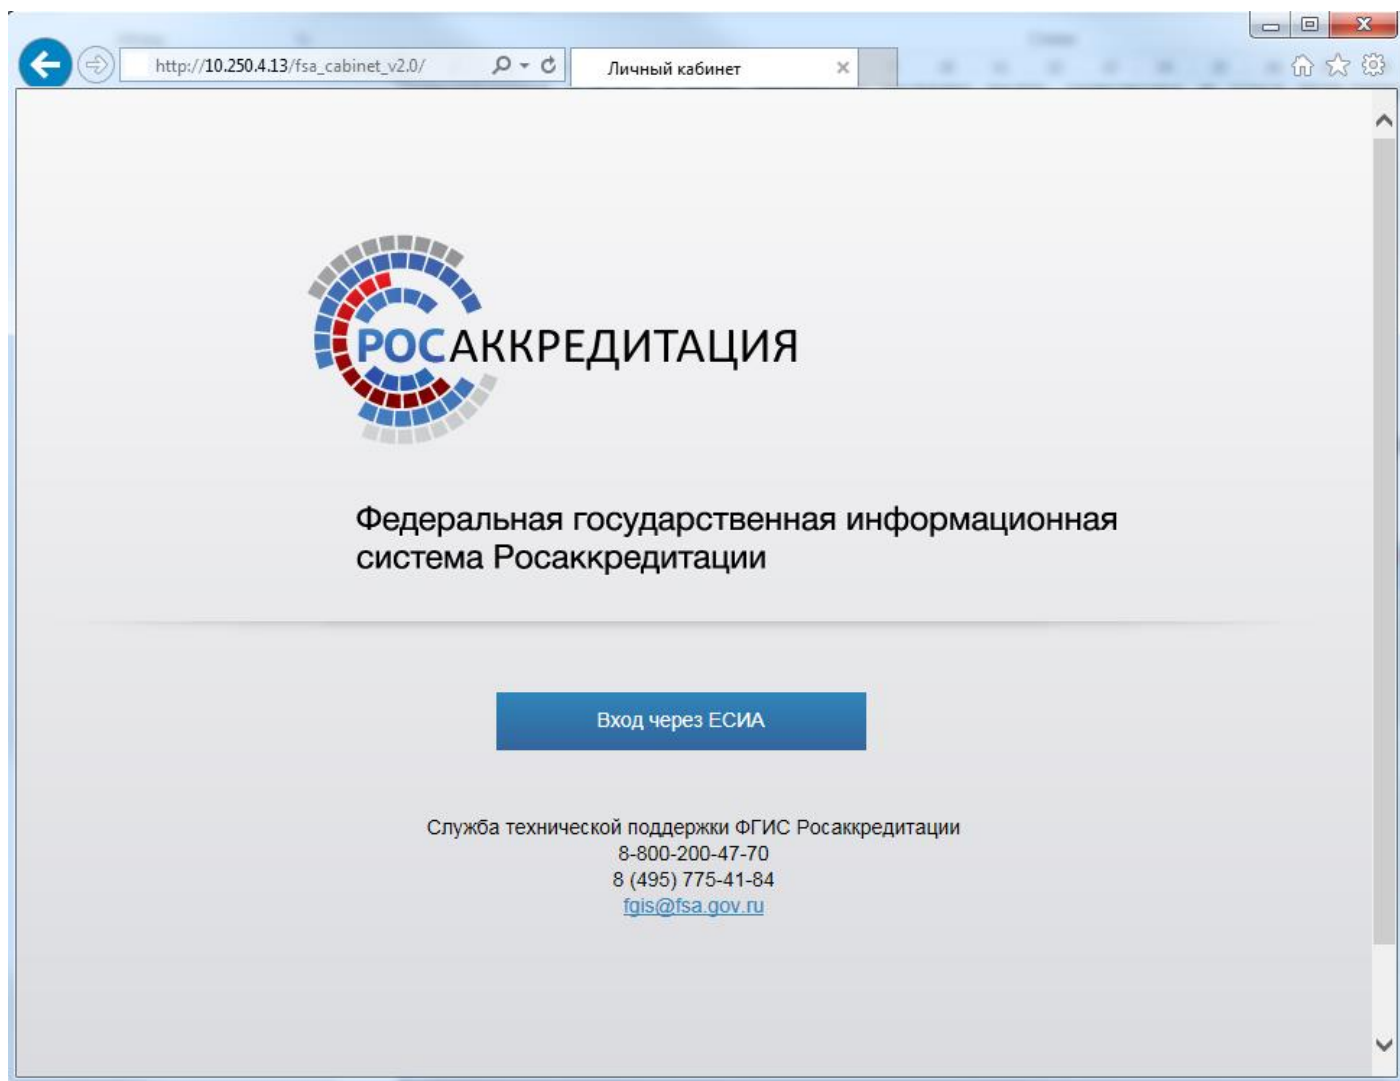 http://10.250.4.13/fsa_cabinet_v2.0/
Личный кабинет
РОСАККРЕДИТАЦИЯ
Федеральная государственная информационная
система Росаккредитации
Вход через ЕСИА
Служба технической поддержки ФГИС Росаккредитации
8-800-200-47-70
8 (495) 775-41-84
fgis@fsa.gov.ru